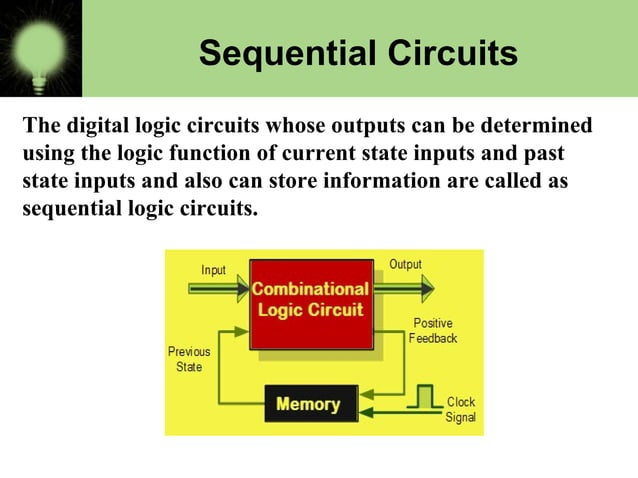 Sequential Circuits
The digital logic circuits whose outputs can be determined
using the logic function of current state inputs and past
state inputs and also can store information are called as
sequential logic circuits.
Input
Output
Combinational
Logic Circuit
Positive
Feedback
Previous
State
Memory
Clock
Signal